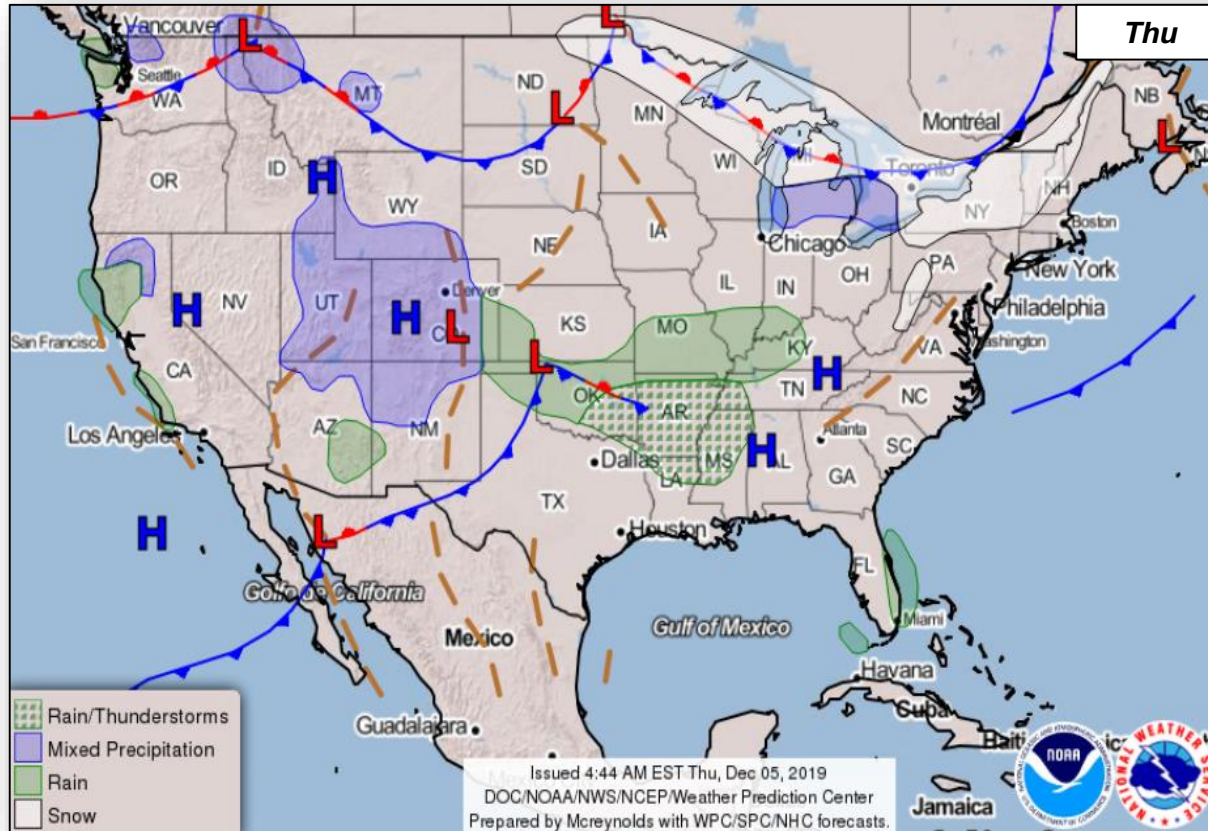 Thu
Vancouver
L
L
Seattle
WA
MT
ND
L
MN
Montréal
NB
L
OR
ID
H
SD
WI
MI
Toronto
NH
WY
NY
Boston
NE
IA
Chicago
PA
New York
H
NV
UT
H
Denver
L
IL
IN
OH
Philadelphia
San Francisco
CA
KS
MO
KY
VA
Washington
L
OK
AR
TN
H
NC
Los Angeles
AZ
NM
Dallas
LA
MS
H
AL
Atlanta
GA
SC
H
L
TX
Houston
FL
Golfo de California
Mexico
Gulf of Mexico
Miami
Havana
Cuba
Guadalajara
Jamaica
Rain/Thunderstorms
Mixed Precipitation
Rain
Snow
Issued 4:44 AM EST Thu, Dec 05, 2019
DOC/NOAA/NWS/NCEP/Weather Prediction Center
Prepared by Mcreynolds with WPC/SPC/NHC forecasts.
NOAA
NATIONAL WEATHER SERVICE